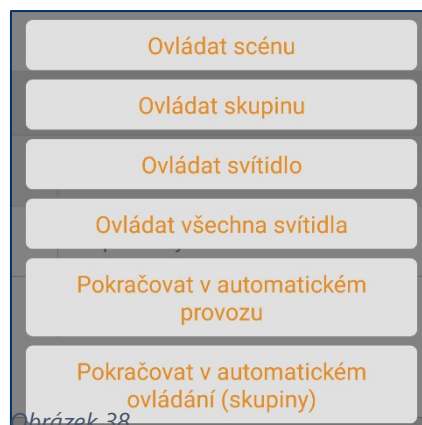 Ovládat scénu
Ovládat skupinu
Ovládat svítidlo
Ovládat všechna svítidla
Pokračovat v automatickém
provozu
Pokračovat v automatickém
ovládání (skupiny)
Obrázek 38